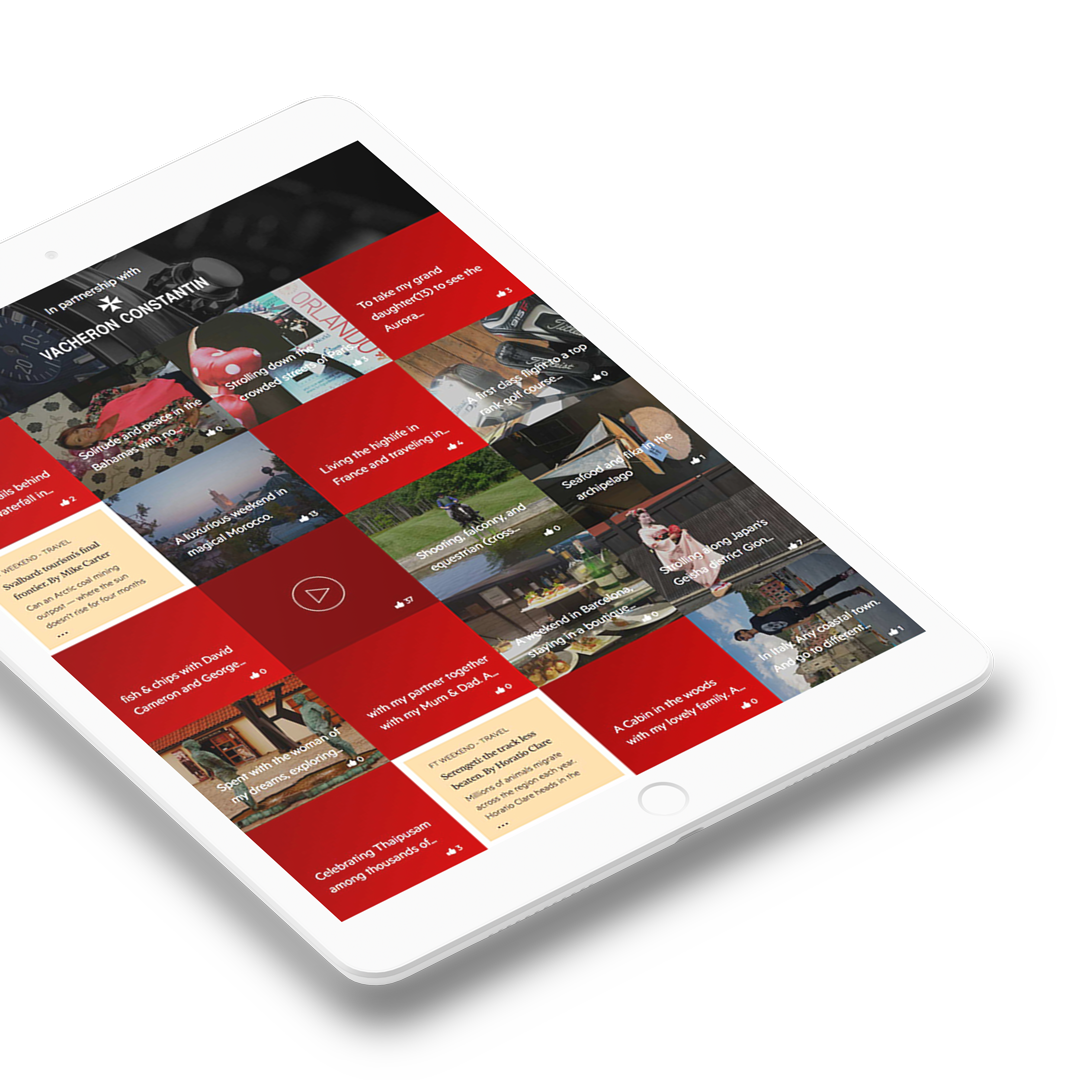 In partnership with
VACHERON CONSTANTIN
20
10
ORLANDO
To take my grand
daughter(13) to see the
Aurora...
3
Strolling down the
crowded streets of Paris...
3
A first class flight to a top
rank golf course...
0
Solitude and peace in the
Bahamas with no...
0
Living the highlife in
France and traveling in...
4
Seafood and fika in the
archipelago
1
behind
in...
2
A luxurious weekend in
magical Morocco.
13
Shooting, falconry, and
equestrian (cross...
0
Strolling along Japan's
Geisha district Gion...
7
WEEKEND - TRAVEL
Svalbard: tourism's final
frontier. By Mike Carter
Can an Arctic coal mining
outpost — where the sun
doesn't rise for four months
...
37
A weekend in Barcelona,
staying in a boutique...
0
In Italy. Any coastal town.
And go to different...
1
fish & chips with David
Cameron and George...
0
with my partner together
with my Mum & Dad. A...
0
A Cabin in the woods
with my lovely family. A...
0
Spent with the woman of
my dreams, exploring...
0
FT WEEKEND - TRAVEL
Serengeti: the track less
beaten. By Horatio Clare
Millions of animals migrate
across the region each year.
Horatio Clare heads in the
...
Celebrating Thaipusam
among thousands of...
3